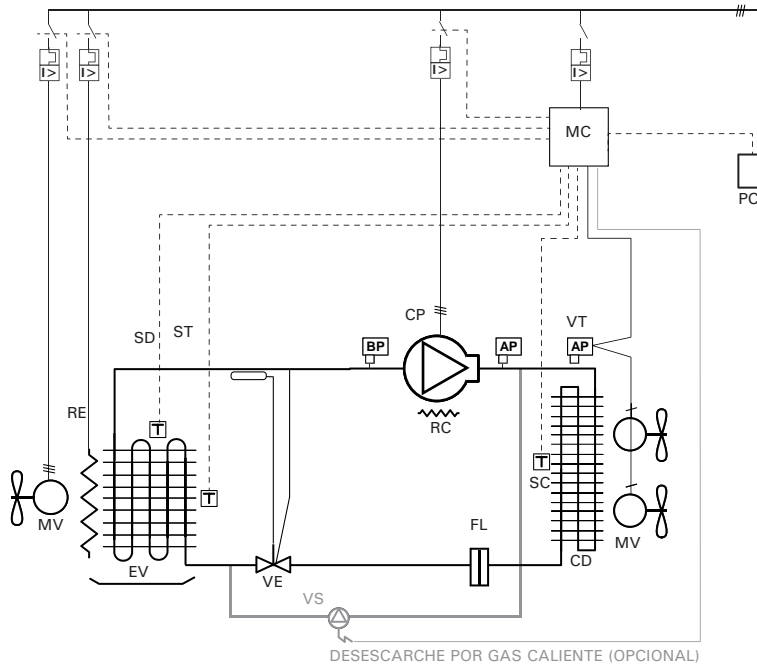 I>
I>
I>
I>
MC
PC
CP
VT
SD
ST
BP
AP
AP
RE
RC
T
T
T
SC
MV
FL
MV
EV
VE
CD
VS
DESESCARCHE POR GAS CALIENTE (OPCIONAL)